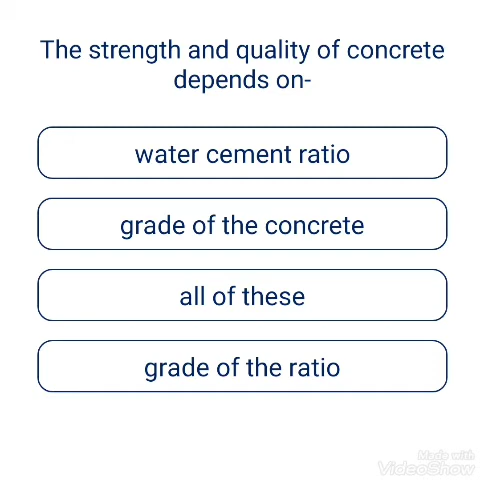 The strength and quality of concrete
depends on-
water cement ratio
grade of the concrete
all of these
grade of the ratio
Made with
VideoShow